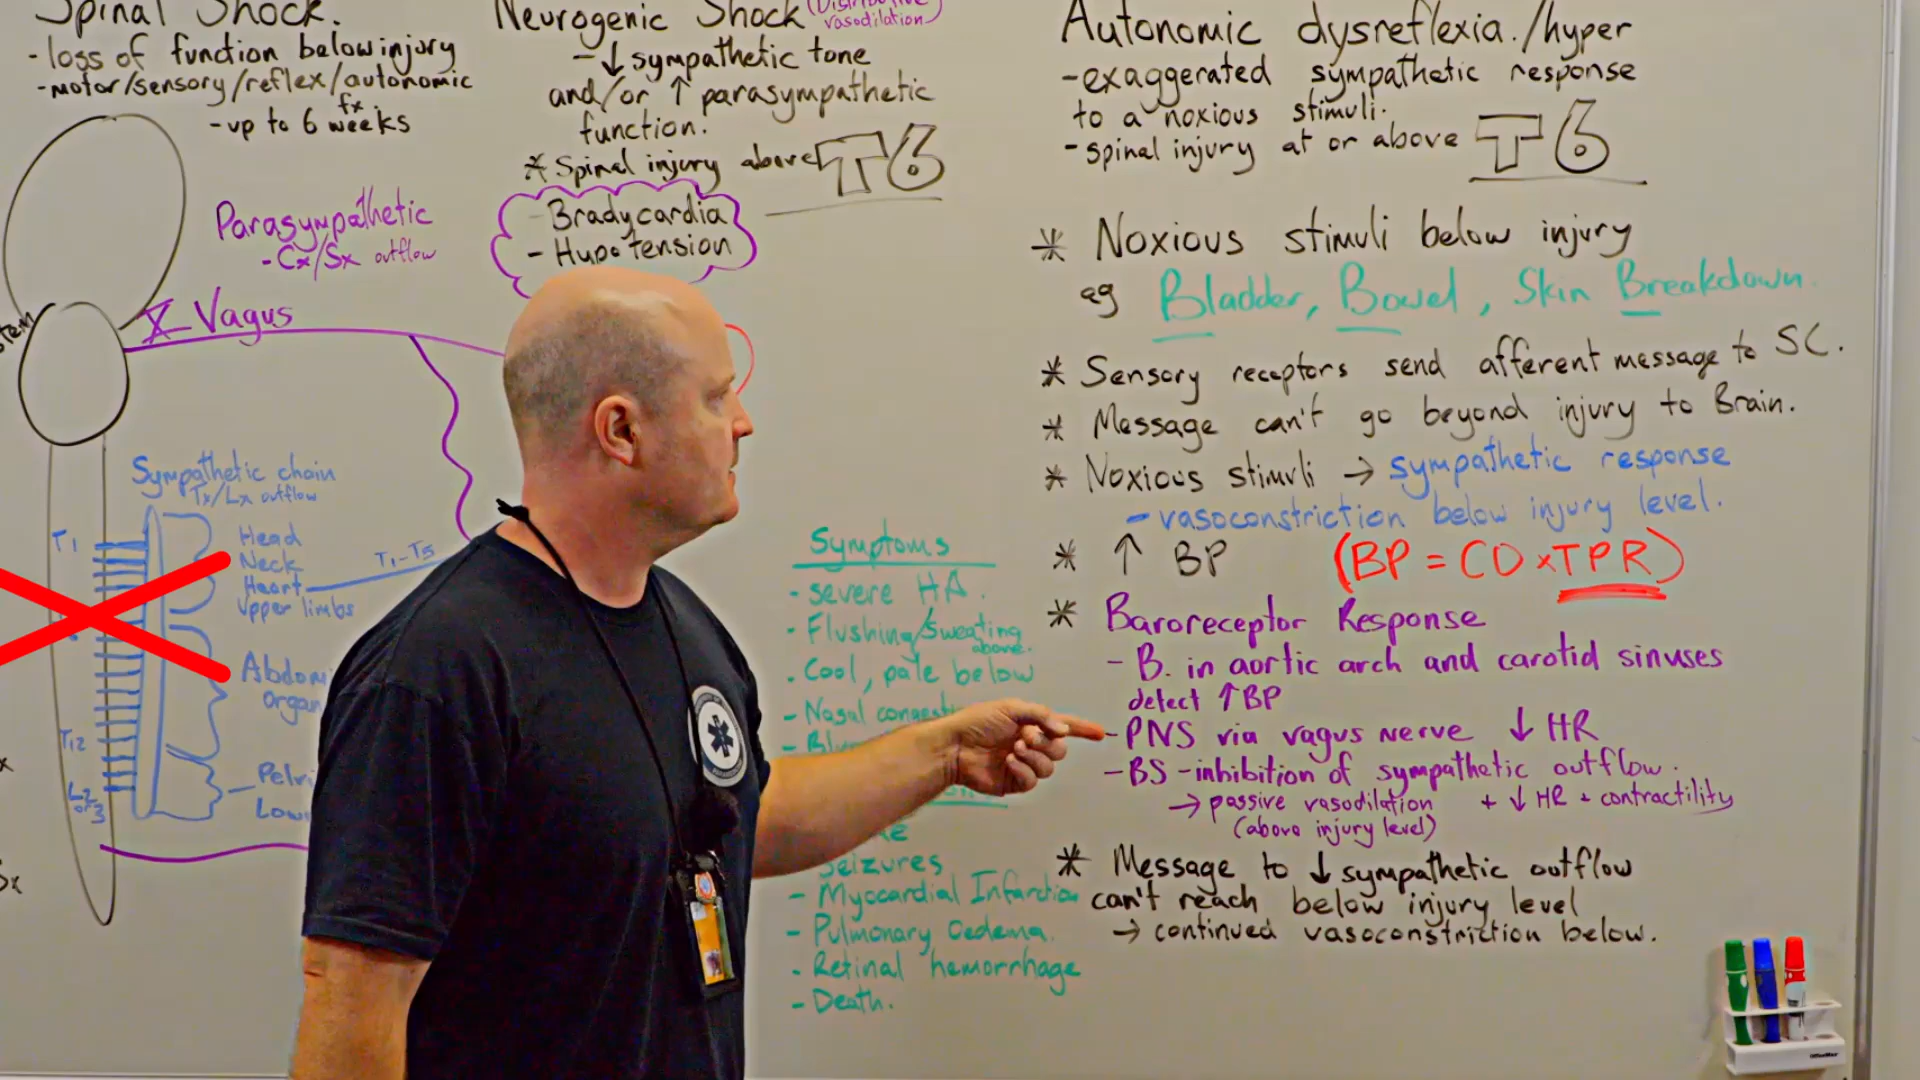 Spinal Shock.
- loss of function below injury
- motor/sensory/reflex/autonomic
fx.
- up to 6 weeks
Parasympathetic
- Cx/Sx outflow
X Vagus
Sympathetic chain
Tx/Lx outflow
T1
Head
Neck
Heart
Upper limbs
T1-T5
T12
L2
or
3
Pelvi
Low
Neurogenic Shock
vasodilation)
- ↓ sympathetic tone
and/or ↑ parasympathetic
function.
* Spinal injury above T6
- Bradycardia
- Hypotension
Symptoms
- severe HA.
- Flushing/Sweating
above.
. Cool, pale below
- Nasal
Seizures
- Myocardial Infarction
- Pulmonary Oedema.
- Retinal hemorrhage
- Death.
Autonomic dysreflexia./hyper
- exaggerated sympathetic response
to a noxious stimuli.
- spinal injury at or above T6
* Noxious stimuli below injury
eg Bladder, Bowel, Skin Breakdown.
* Sensory receptors send afferent message to SC.
* Message can't go beyond injury to Brain.
* Noxious stimuli → sympathetic response
- vasoconstriction below injury level.
* ↑ BP (BP = CO x TPR)
* Baroreceptor Response
- B. in aortic arch and carotid sinuses
detect ↑BP
- PNS via vagus nerve ↓ HR
- BS - inhibition of sympathetic outflow.
→ passive vasodilation + ↓ HR + contractility
(above injury level)
* Message to ↓ sympathetic outflow
can't reach below injury level
→ continued vasoconstriction below.
OfficeMax